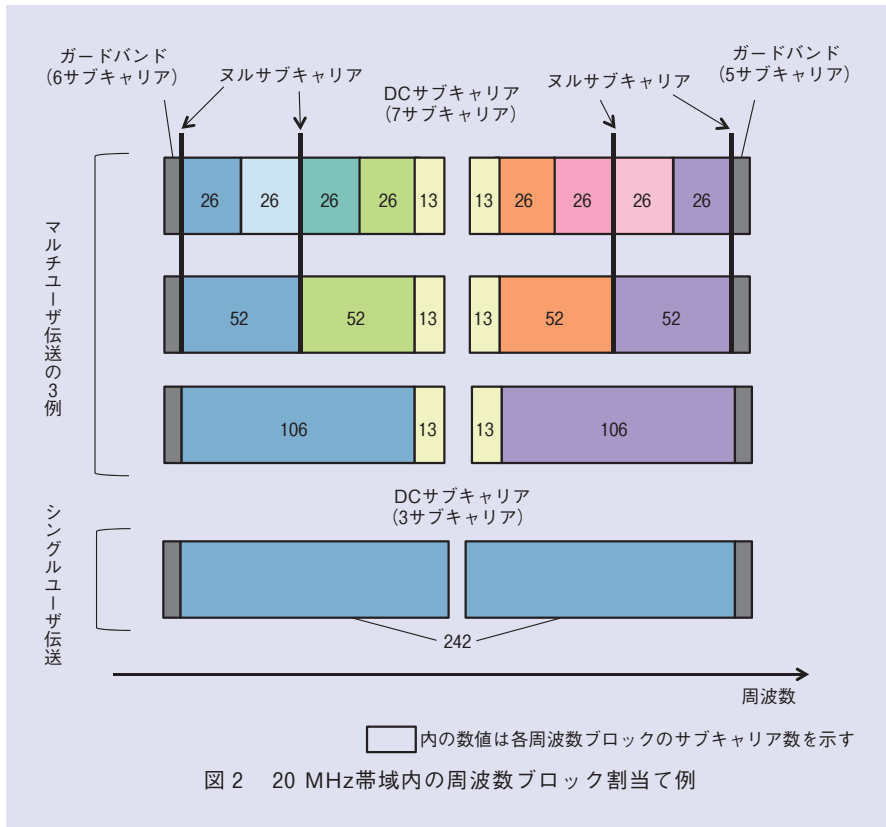 ガードバンド
(6サブキャリア)
ヌルサブキャリア
DCサブキャリア
(7サブキャリア)
ヌルサブキャリア
ガードバンド
(5サブキャリア)
マルチユーザ伝送の3例
26
26
26
26
13
13
26
26
26
26
52
52
13
13
52
52
106
13
13
106
DCサブキャリア
(3サブキャリア)
シングルユーザ伝送
242
周波数
内の数値は各周波数ブロックのサブキャリア数を示す
図2 20 MHz帯域内の周波数ブロック割当て例